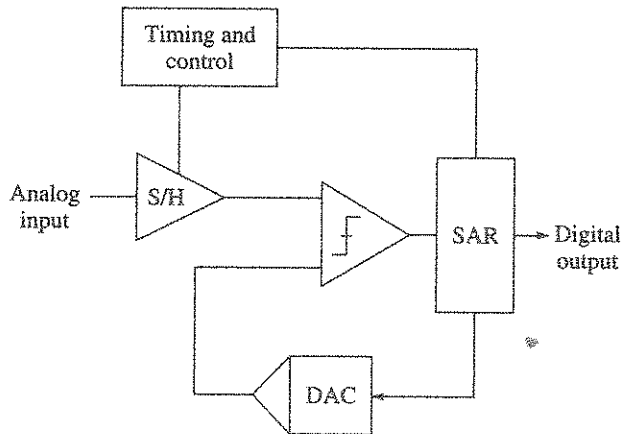 Timing and
control
Analog
input
S/H
SAR
Digital
output
DAC